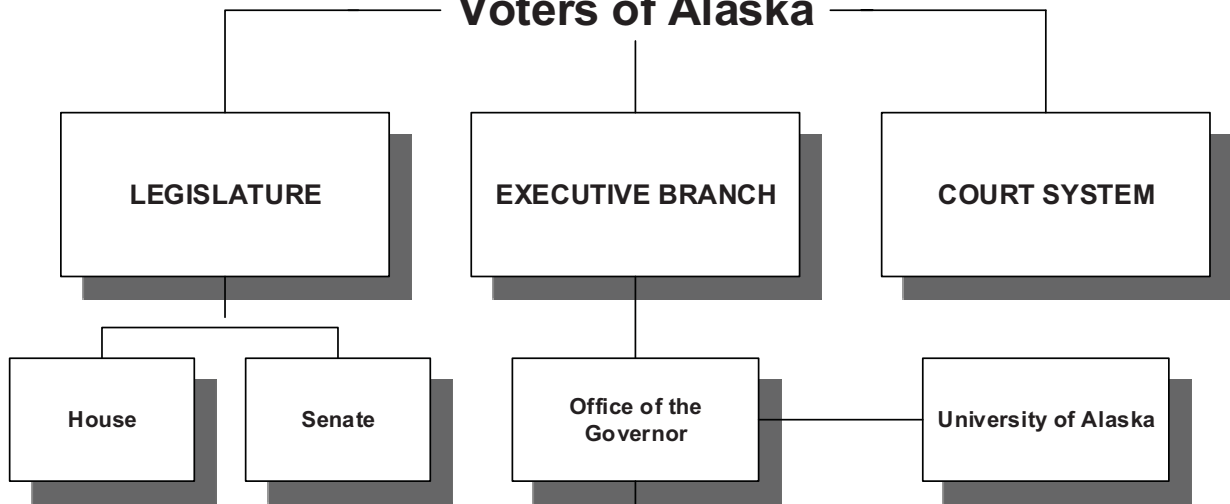 Voters of Alaska
LEGISLATURE
EXECUTIVE BRANCH
COURT SYSTEM
House
Senate
Office of the
Governor
University of Alaska